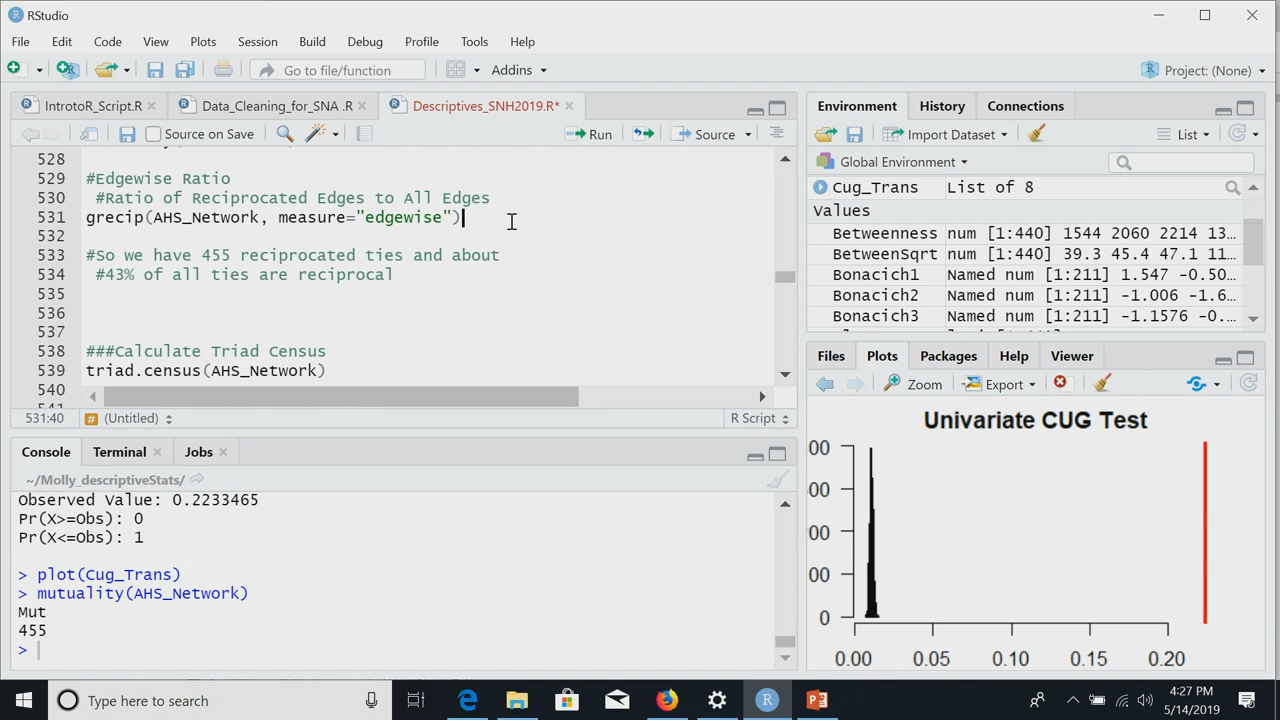 RStudio
File Edit Code View Plots Session Build Debug Profile Tools Help
Go to file/function Addins Project: (None)
IntrotoR_Script.R Data_Cleaning_for_SNA .R Descriptives_SNH2019.R*
Source on Save Run Source
528
529 #Edgewise Ratio
530 #Ratio of Reciprocated Edges to All Edges
531 grecip(AHS_Network, measure="edgewise")
532
533 #So we have 455 reciprocated ties and about
534 #43% of all ties are reciprocal
535
536
537
538 ###Calculate Triad Census
539 triad.census(AHS_Network)
540
541
531:40 (Untitled) R Script
Console Terminal Jobs
~/Molly_descriptiveStats/
Observed Value: 0.2233465
Pr(X>=Obs): 0
Pr(X<=Obs): 1
> plot(Cug_Trans)
> mutuality(AHS_Network)
Mut
455
>
Environment History Connections
Import Dataset List
Global Environment
Cug_Trans List of 8
Values
Betweenness num [1:440] 1544 2060 2214 13…
BetweenSqrt num [1:440] 39.3 45.4 47.1 11…
Bonacich1 Named num [1:211] 1.547 -0.50…
Bonacich2 Named num [1:211] -1.006 -1.6…
Bonacich3 Named num [1:211] -1.1576 -0.…
Files Plots Packages Help Viewer
Zoom Export
Univariate CUG Test
00
00
00
00
0
0.00 0.05 0.10 0.15 0.20
Type here to search
4:27 PM
5/14/2019